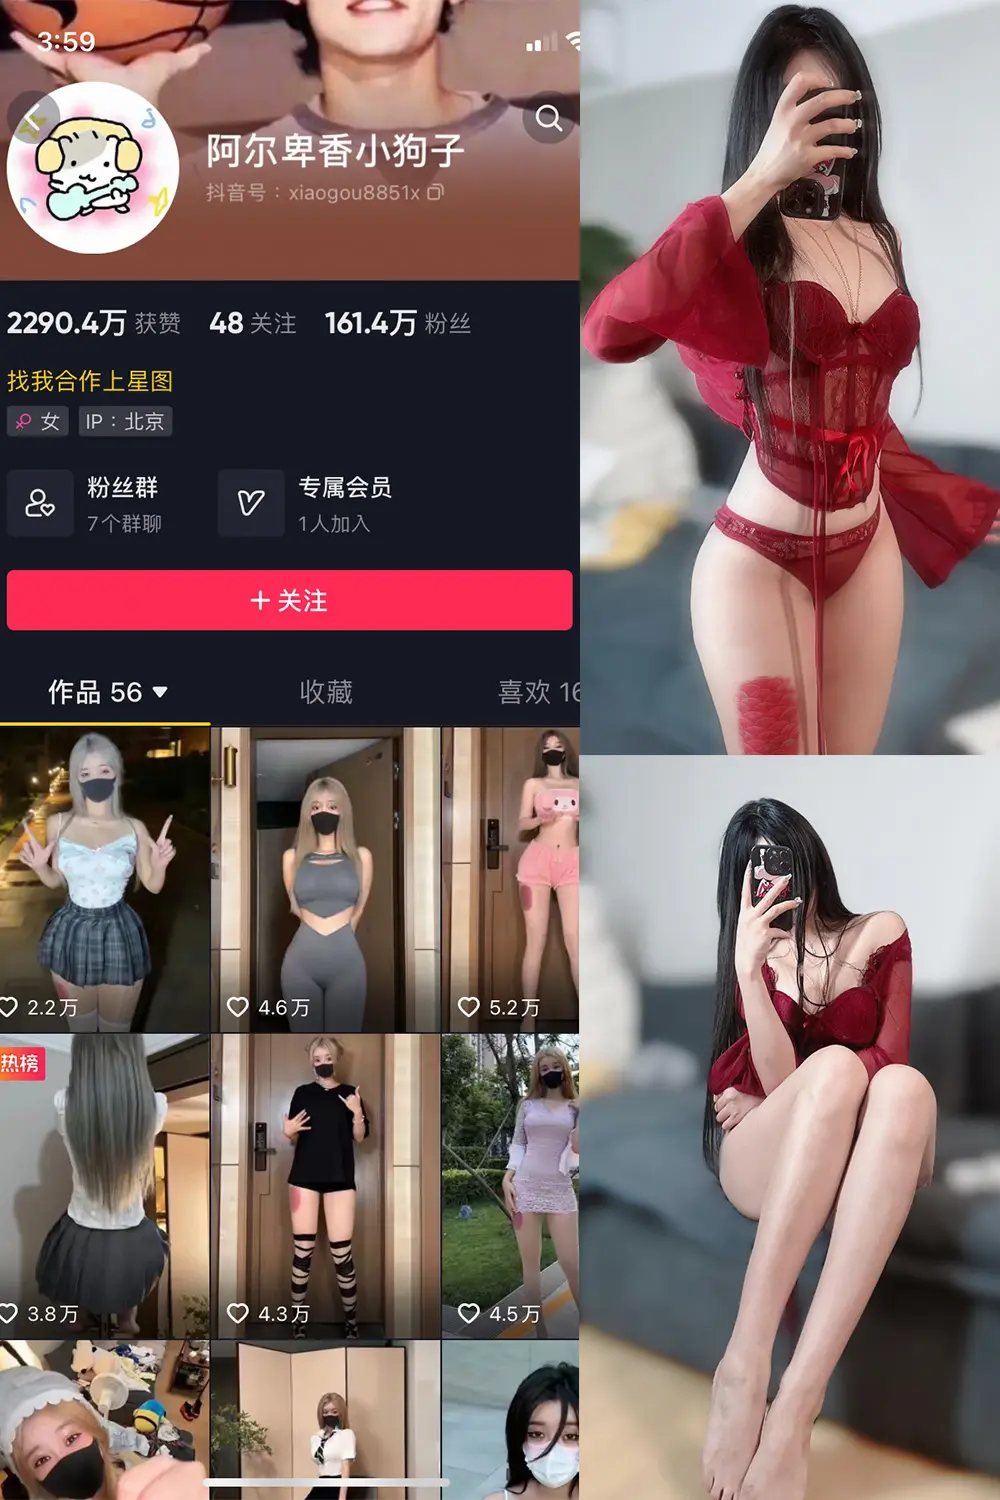 3:59
阿尔卑香小狗子
抖音号：xiaogou8851x
2290.4万 获赞 48 关注 161.4万 粉丝
找我合作上星图
女 IP：北京
粉丝群
7个群聊
专属会员
1人加入
+ 关注
作品 56 收藏 喜欢 16
2.2万 4.6万 5.2万
热榜
3.8万 4.3万 4.5万